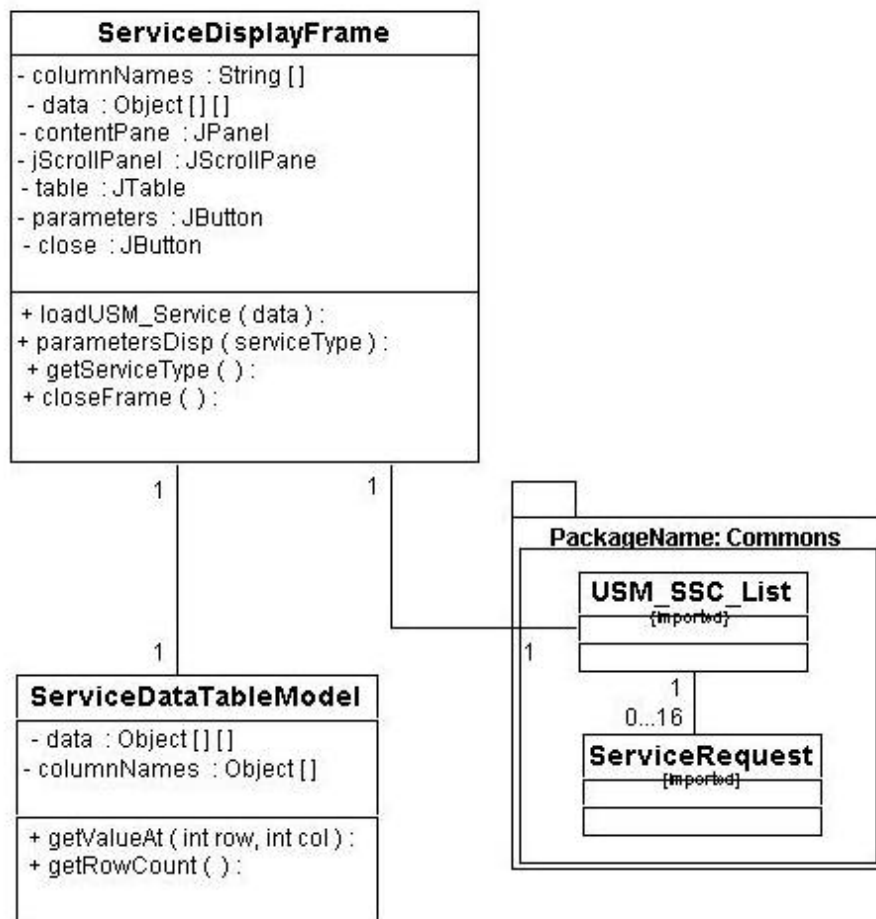 ServiceDisplayFrame
- columnNames : String [ ]
- data : Object [ ] [ ]
- contentPane : JPanel
- jScrollPanel : JScrollPane
- table : JTable
- parameters : JButton
- close : JButton
+ loadUSM_Service ( data ) :
+ parametersDisp ( serviceType ) :
+ getServiceType ( ) :
+ closeFrame ( ) :
1
1
PackageName: Commons
USM_SSC_List
{imported}
1
1
0...16
ServiceRequest
{imported}
1
ServiceDataTableModel
- data : Object [ ] [ ]
- columnNames : Object [ ]
+ getValueAt ( int row, int col ) :
+ getRowCount ( ) :